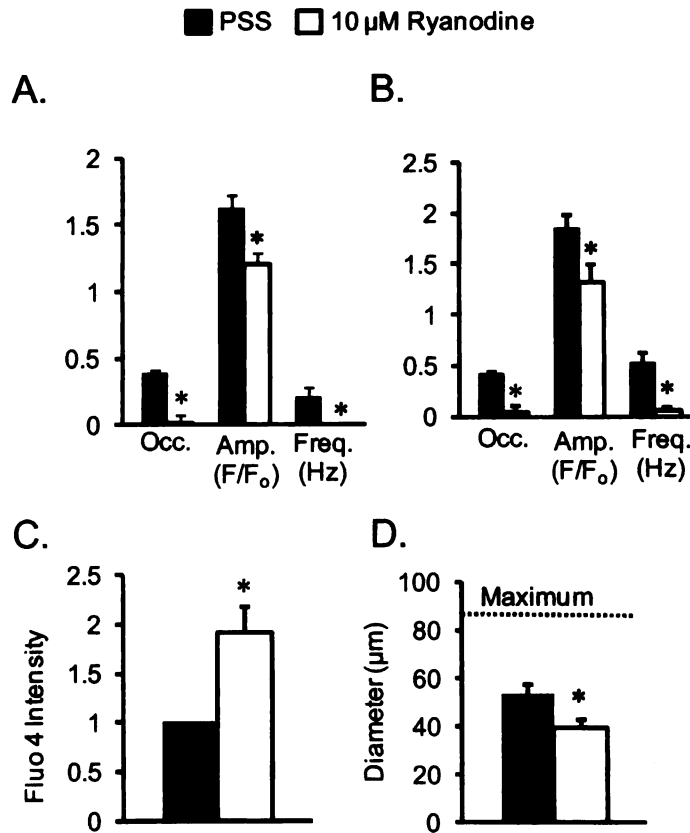 PSS 10 µM Ryanodine
A. B.
2
1.5
1
0.5
0
* * *
Occ. Amp. Freq.
(F/Fo) (Hz)
2.5
2
1.5
1
0.5
0
* * *
Occ. Amp. Freq.
(F/Fo) (Hz)
C. D.
Fluo 4 Intensity
2.5
2
1.5
1
0.5
0
*
Diameter (µm)
100
80
60
40
20
0
Maximum
*